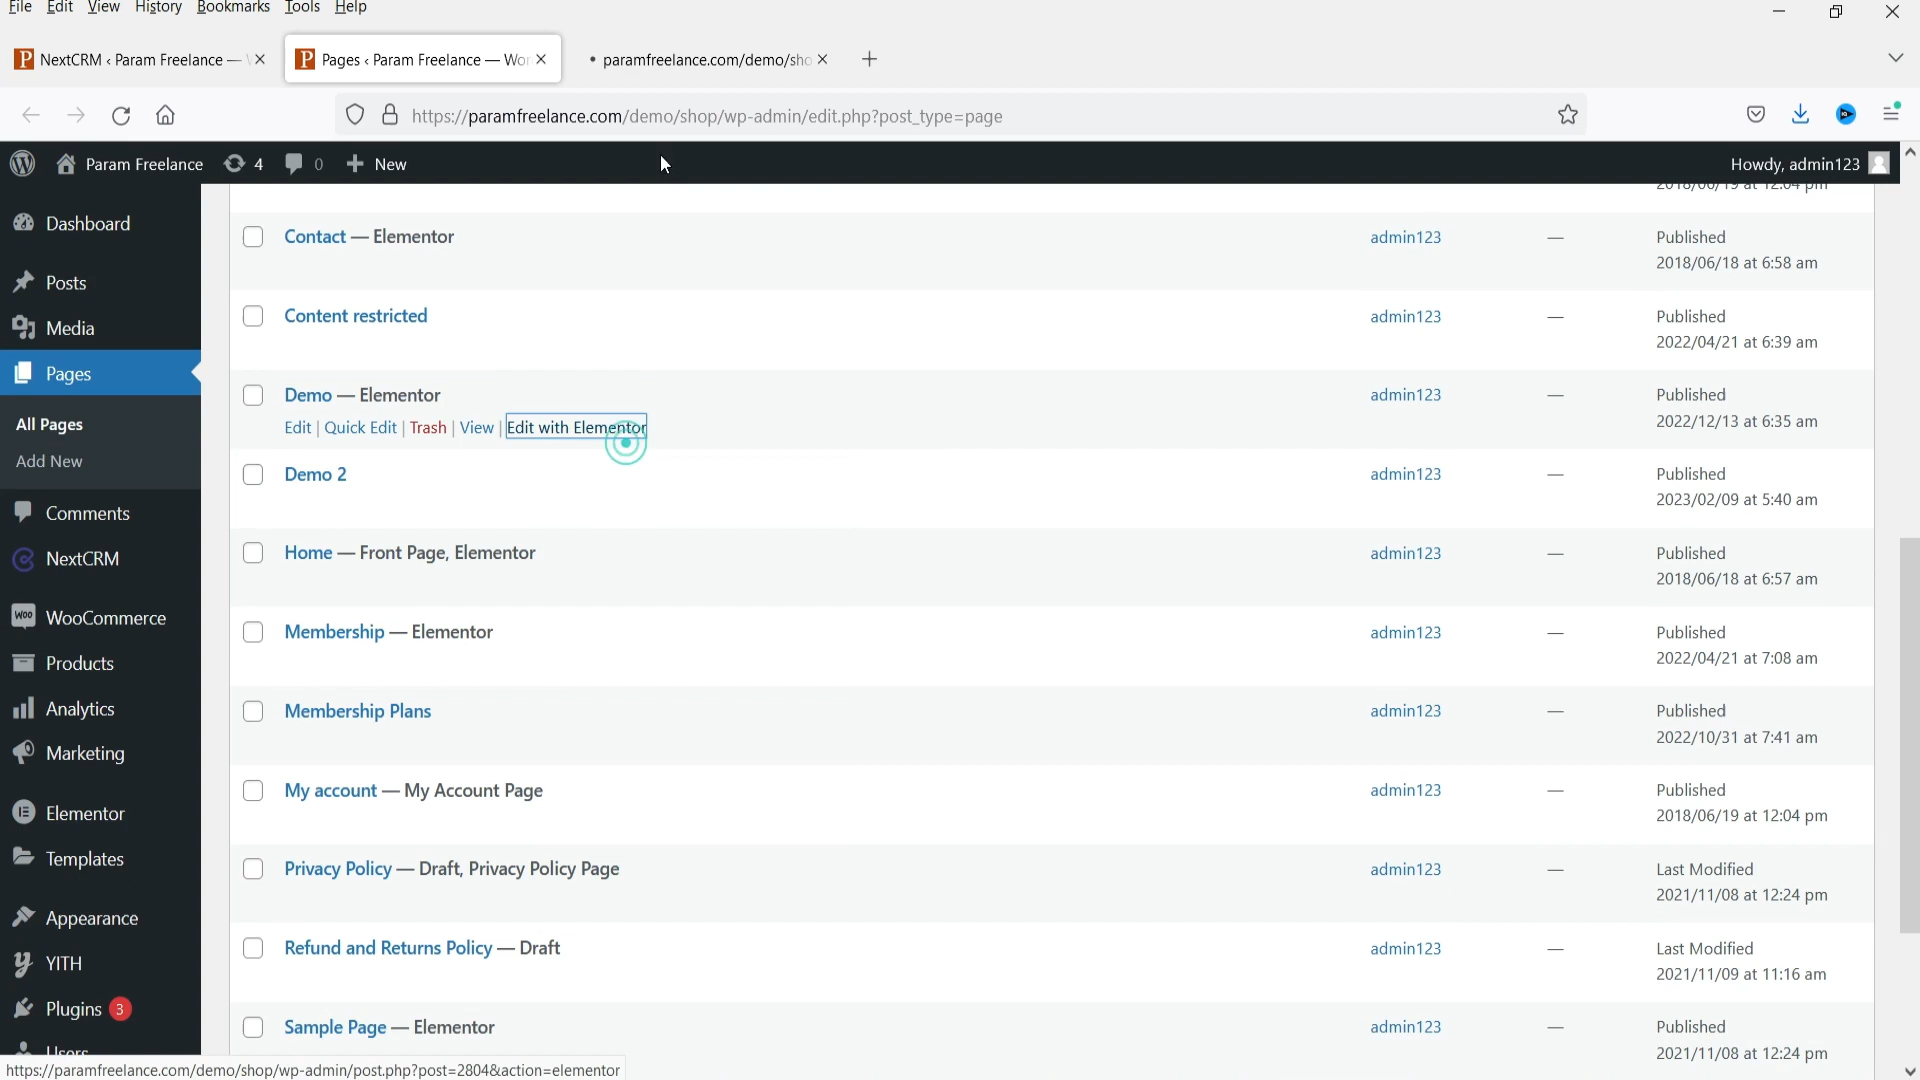 File Edit View History Bookmarks Tools Help
NextCRM ‹ Param Freelance —
Pages ‹ Param Freelance — Wor
paramfreelance.com/demo/sho
https://paramfreelance.com/demo/shop/wp-admin/edit.php?post_type=page
Param Freelance 4 0 New
Howdy, admin123
2018/06/19 at 12:04 pm
Dashboard
Posts
Media
Pages
All Pages
Add New
Comments
NextCRM
WooCommerce
Products
Analytics
Marketing
Elementor
Templates
Appearance
YITH
Plugins 3
Users
Contact — Elementor admin123 — Published
2018/06/18 at 6:58 am
Content restricted admin123 — Published
2022/04/21 at 6:39 am
Demo — Elementor admin123 — Published
2022/12/13 at 6:35 am
Edit | Quick Edit | Trash | View | Edit with Elementor
Demo 2 admin123 — Published
2023/02/09 at 5:40 am
Home — Front Page, Elementor admin123 — Published
2018/06/18 at 6:57 am
Membership — Elementor admin123 — Published
2022/04/21 at 7:08 am
Membership Plans admin123 — Published
2022/10/31 at 7:41 am
My account — My Account Page admin123 — Published
2018/06/19 at 12:04 pm
Privacy Policy — Draft, Privacy Policy Page admin123 — Last Modified
2021/11/08 at 12:24 pm
Refund and Returns Policy — Draft admin123 — Last Modified
2021/11/09 at 11:16 am
Sample Page — Elementor admin123 — Published
2021/11/08 at 12:24 pm
https://paramfreelance.com/demo/shop/wp-admin/post.php?post=2804&action=elementor